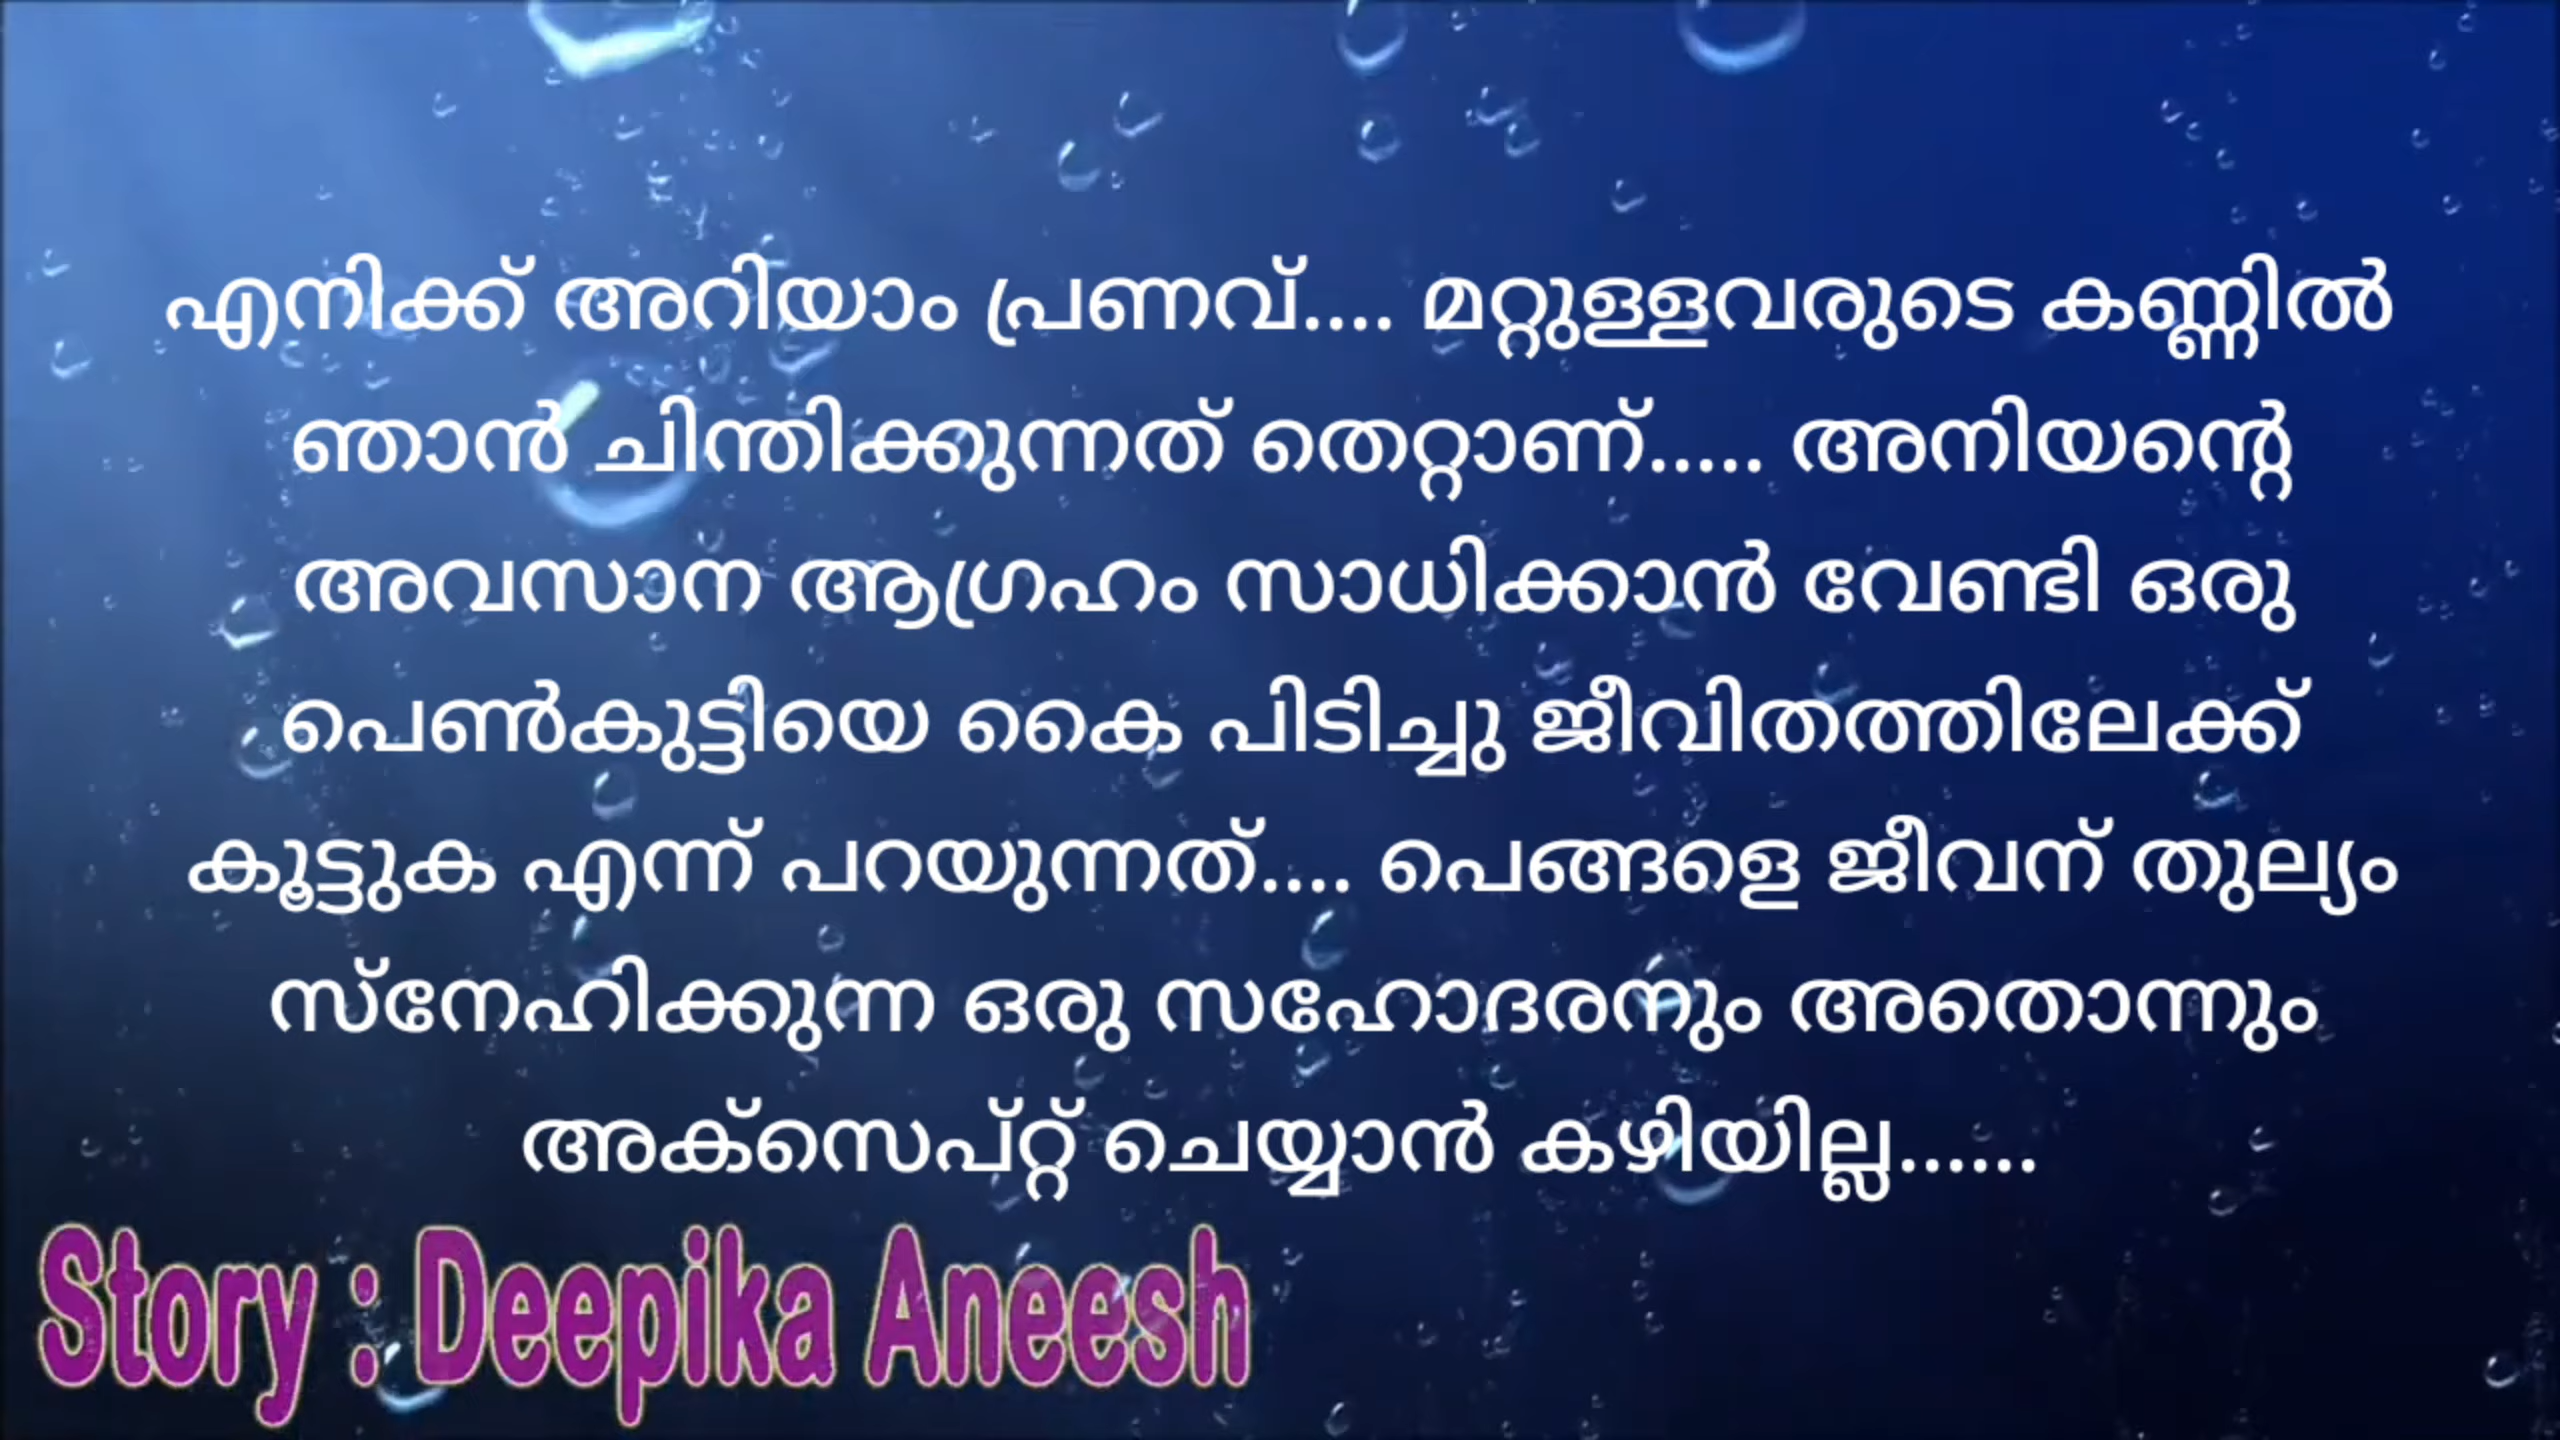 എനിക്ക് അറിയാം പ്രണവ്.... മറ്റുള്ളവരുടെ കണ്ണിൽ
ഞാൻ ചിന്തിക്കുന്നത് തെറ്റാണ്..... അനിയന്റെ
അവസാന ആഗ്രഹം സാധിക്കാൻ വേണ്ടി ഒരു
പെൺകുട്ടിയെ കൈ പിടിച്ചു ജീവിതത്തിലേക്ക്
കൂട്ടുക എന്ന് പറയുന്നത്.... പെങ്ങളെ ജീവന് തുല്യം
സ്നേഹിക്കുന്ന ഒരു സഹോദരനും അതൊന്നും
അക്‌സെപ്റ്റ് ചെയ്യാൻ കഴിയില്ല......
Story : Deepika Aneesh